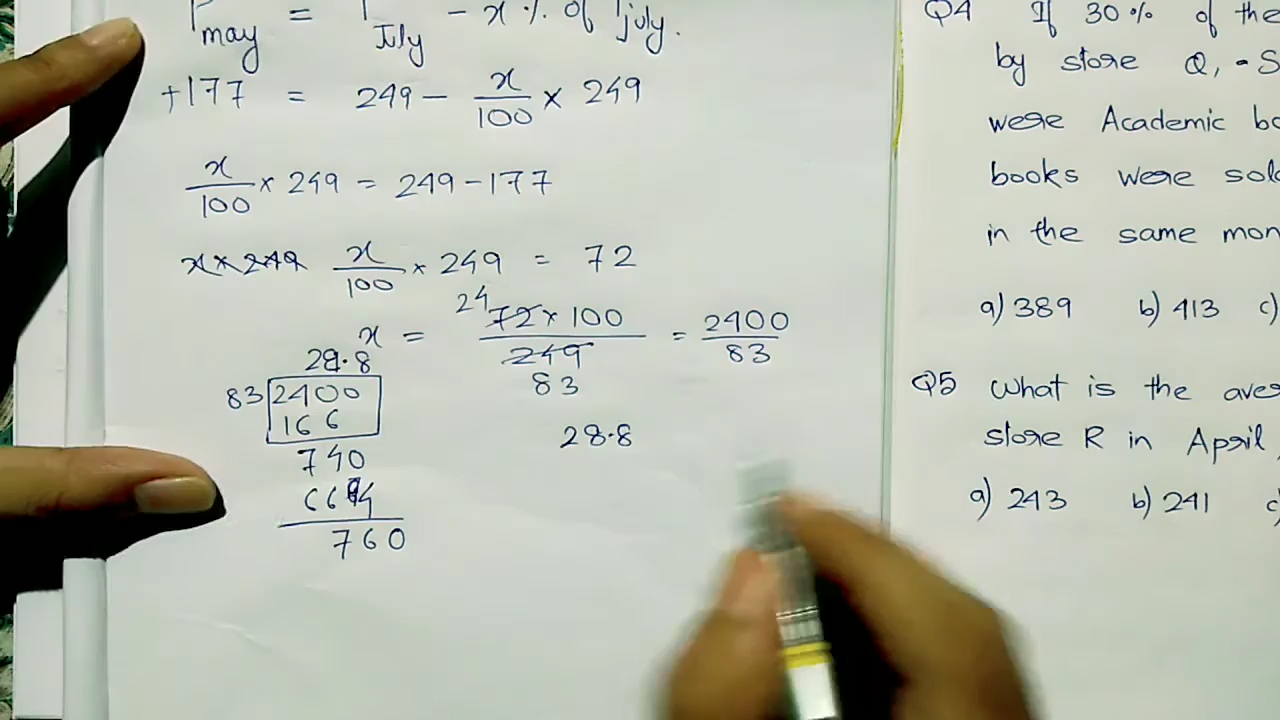 P may = P July - x % of P july.
+177 = 249 - x/100 × 249
x/100 × 249 = 249 - 177
x × 249 x/100 × 249 = 72
x = 24 72 × 100 / 249 83 = 2400/83
28.8
83 2400
166
740
664
760
28.8
Q4 If 30% of the
by store Q, - S
were Academic bo
books were sol
in the same mon
a) 389 b) 413 c)
Q5 What is the ave
store R in April,
a) 243 b) 241 c